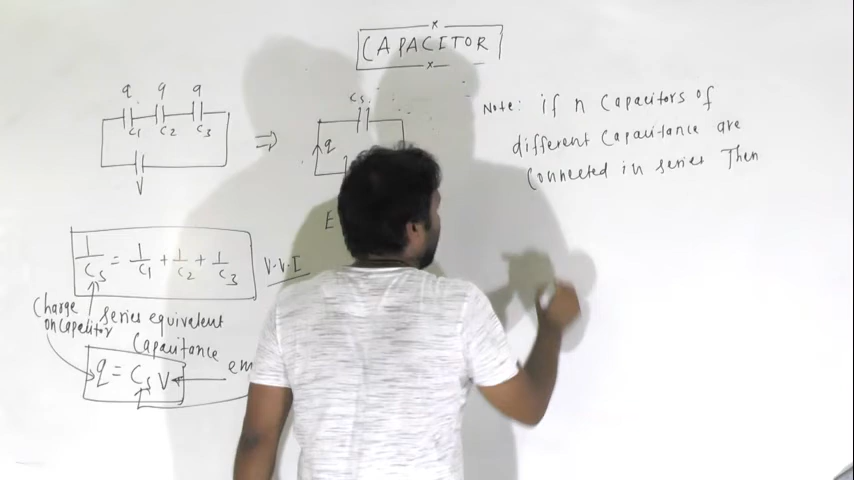 CAPACITOR
q q q
C1 C2 C3
V
⇒
Cs
q
E
1/Cs = 1/C1 + 1/C2 + 1/C3
V.V.I
Charge
on Capacitor
series equivalent
Capacitance
q = Cs V
em
Note: if n Capacitors of
different Capacitance are
Connected in series Then